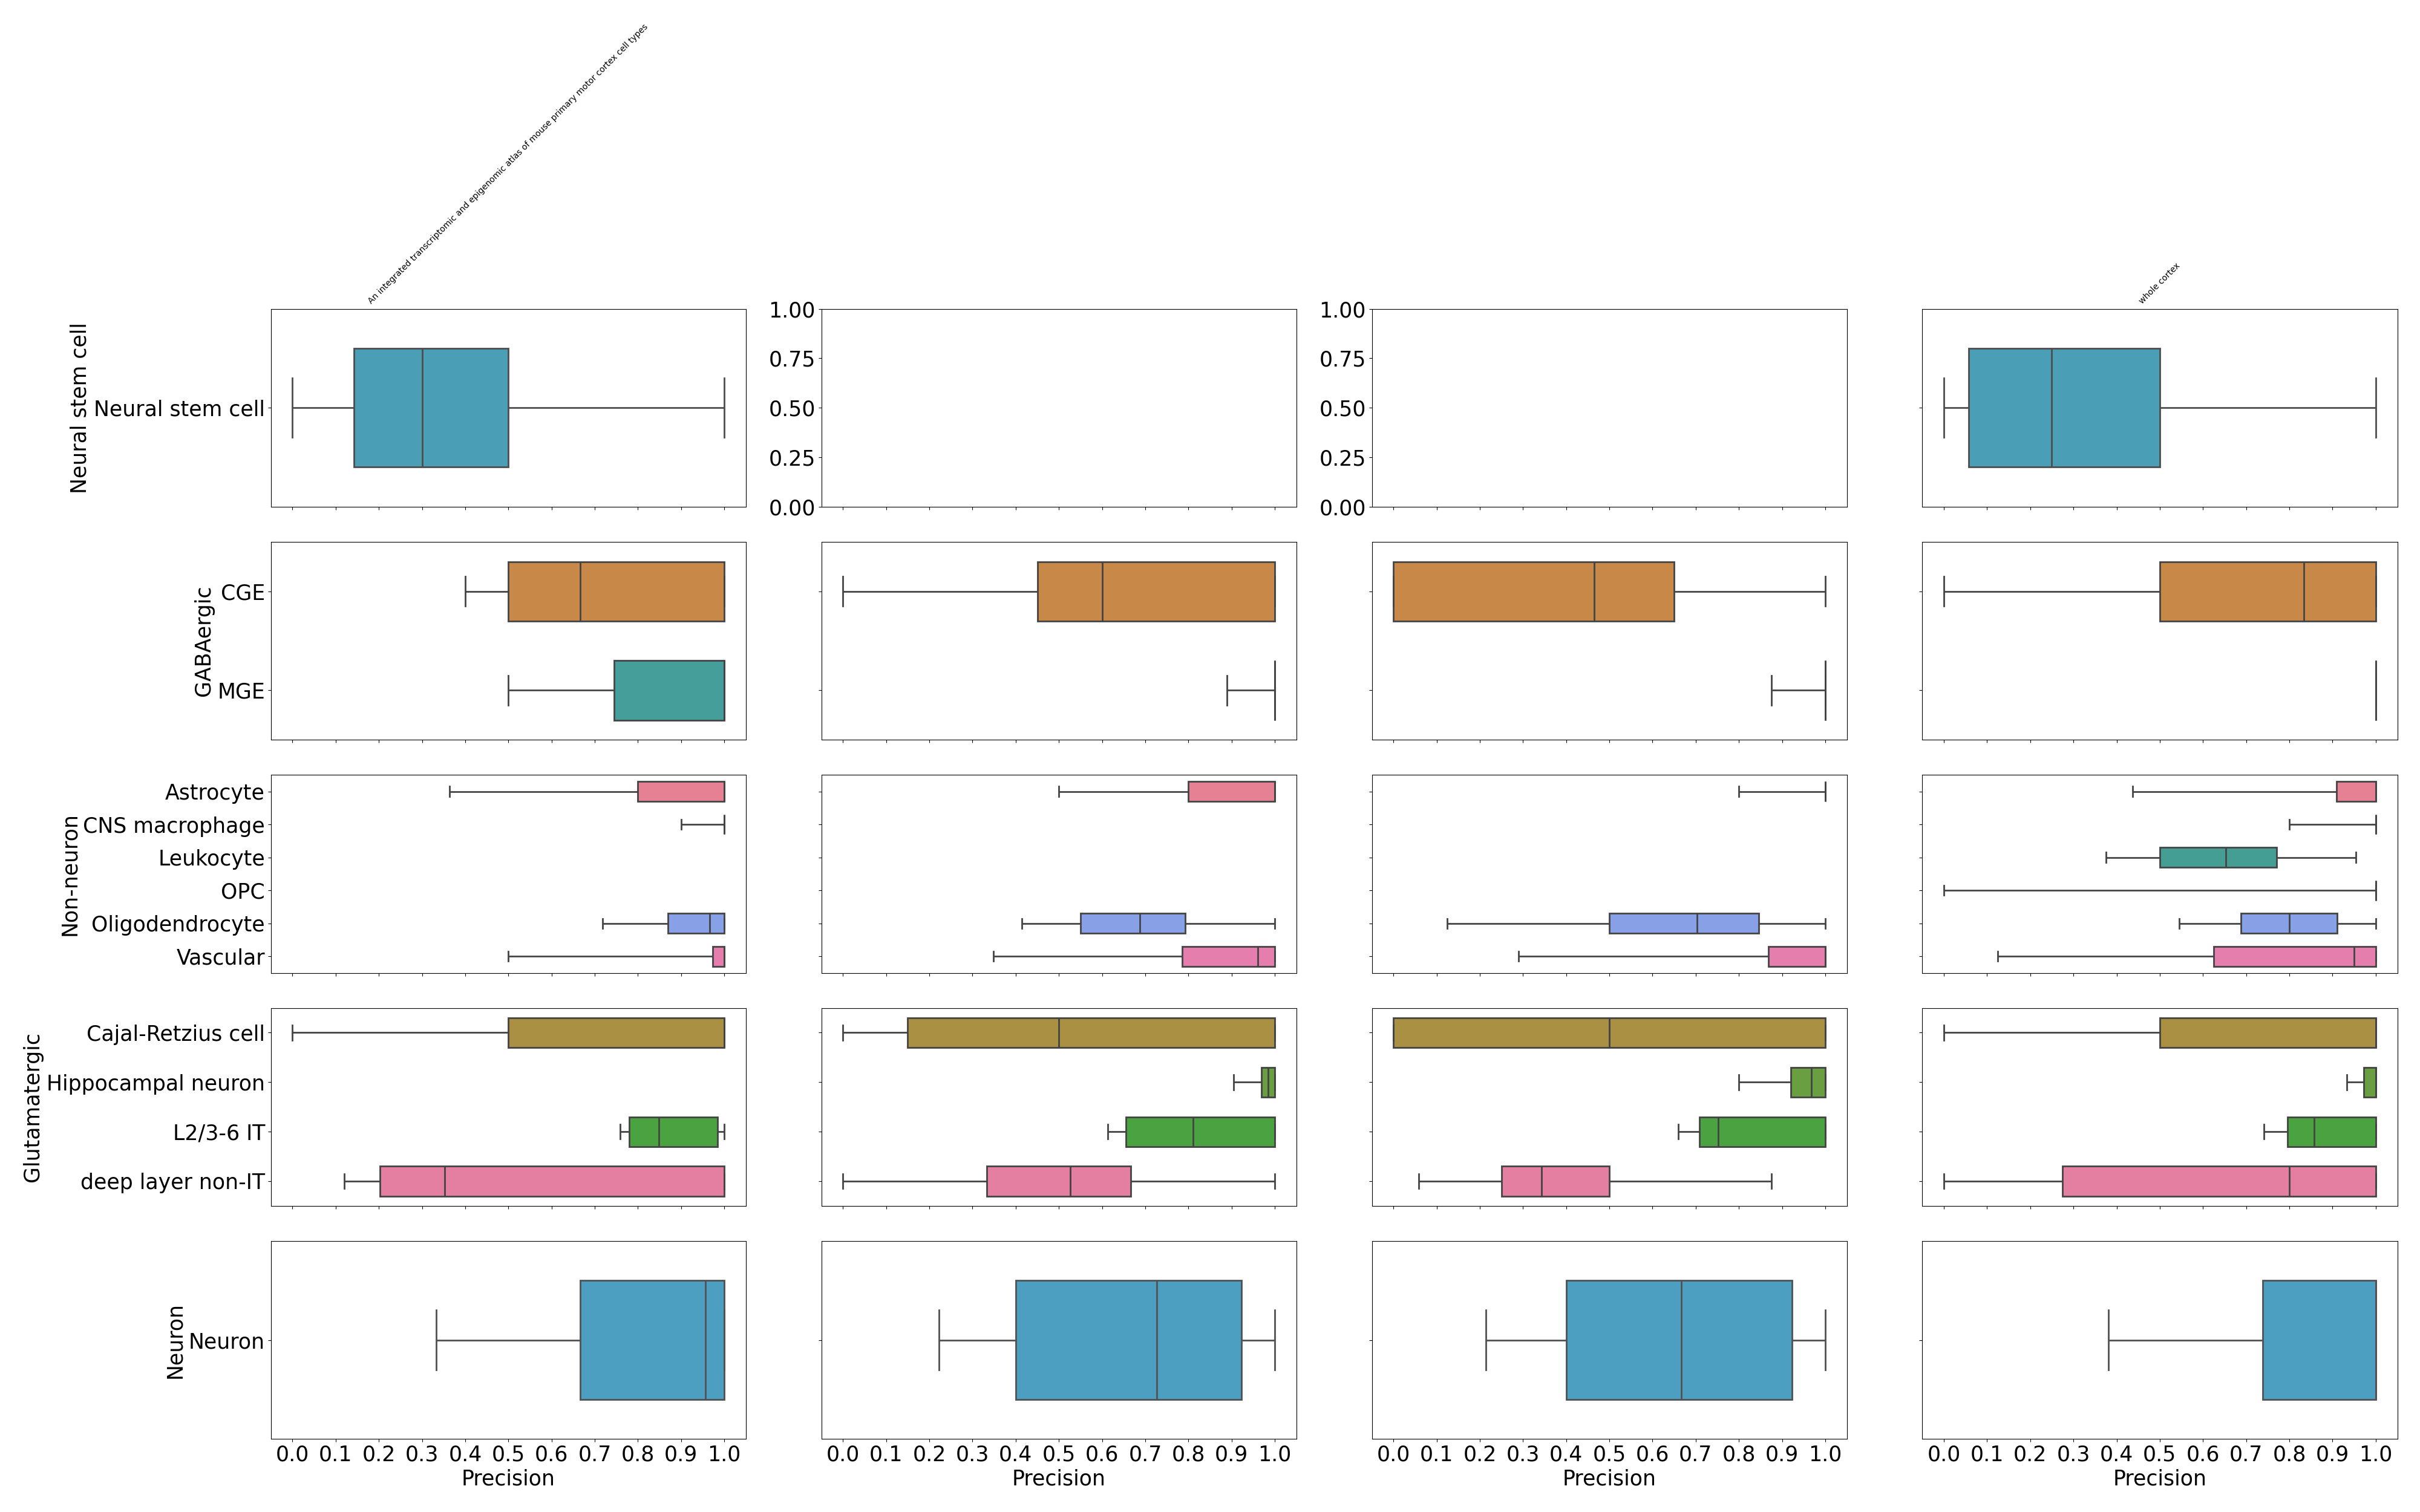 An integrated transcriptomic and epigenomic atlas of mouse primary motor cortex cell types
whole cortex
Neural stem cell
Neural stem cell
1.00
0.75
0.50
0.25
0.00
1.00
0.75
0.50
0.25
0.00
GABAergic
CGE
MGE
Non-neuron
Astrocyte
CNS macrophage
Leukocyte
OPC
Oligodendrocyte
Vascular
Glutamatergic
Cajal-Retzius cell
Hippocampal neuron
L2/3-6 IT
deep layer non-IT
Neuron
Neuron
0.0 0.1 0.2 0.3 0.4 0.5 0.6 0.7 0.8 0.9 1.0
Precision
0.0 0.1 0.2 0.3 0.4 0.5 0.6 0.7 0.8 0.9 1.0
Precision
0.0 0.1 0.2 0.3 0.4 0.5 0.6 0.7 0.8 0.9 1.0
Precision
0.0 0.1 0.2 0.3 0.4 0.5 0.6 0.7 0.8 0.9 1.0
Precision